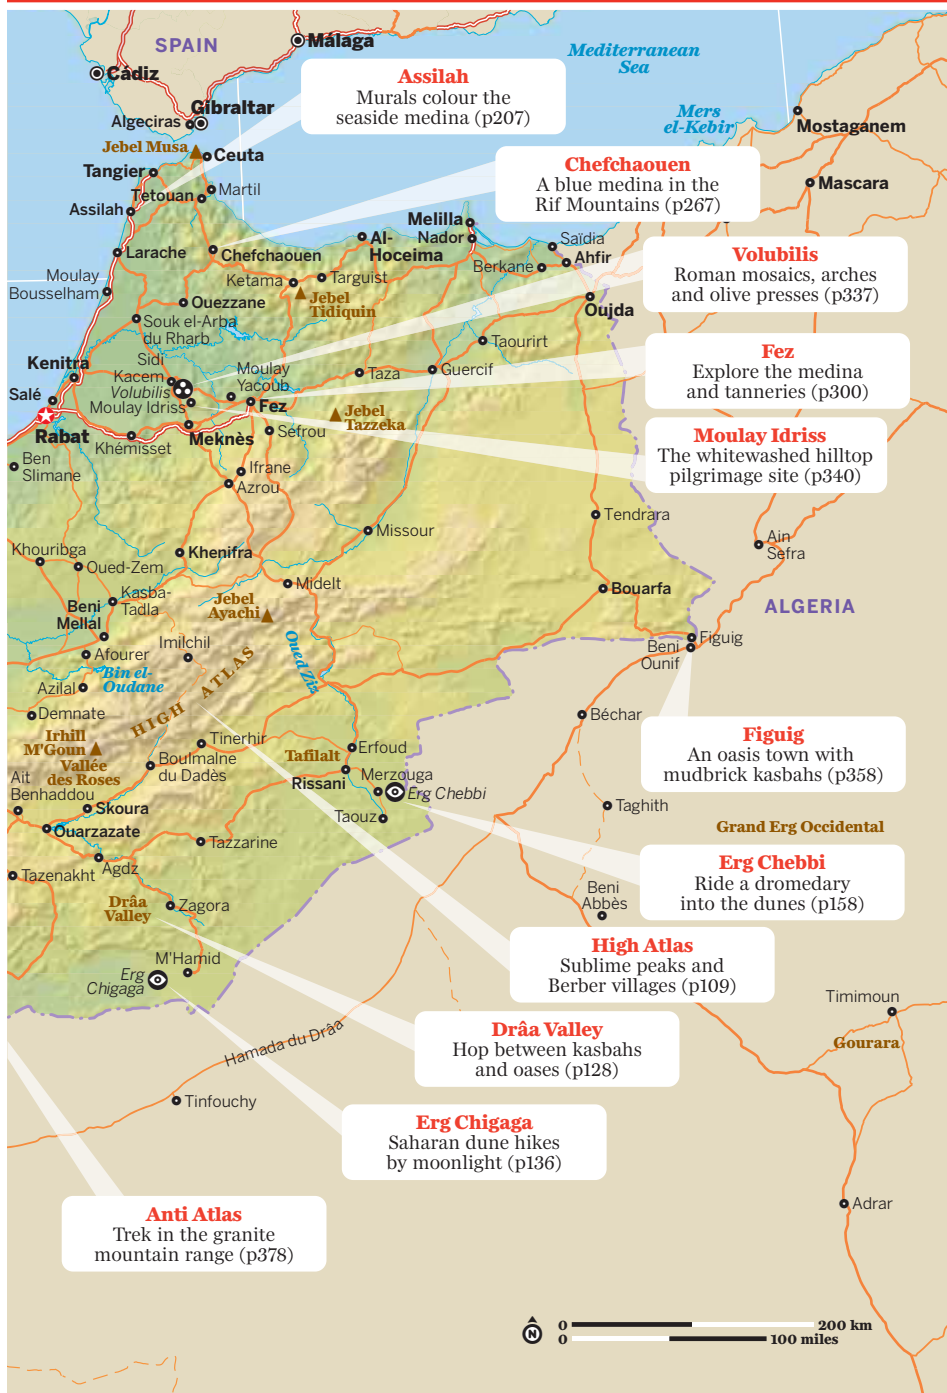 SPAIN
Málaga
Cádiz
Mediterranean
Sea
Assilah
Murals colour the
seaside medina (p207)
Gibraltar
Algeciras
Mers
el-Kebir
Mostaganem
Jebel Musa
Ceuta
Tangier
Chefchaouen
A blue medina in the
Rif Mountains (p267)
Mascara
Martil
Tetouan
Assilah
Melilla
Nador
Al-
Hoceima
Saïdia
Ahfir
Berkane
Larache
Chefchaouen
Volubilis
Roman mosaics, arches
and olive presses (p337)
Moulay
Bousselham
Ketama
Targuist
Jebel
Tidiquin
Ouezzane
Oujda
Souk el-Arba
du Rharb
Taourirt
Fez
Explore the medina
and tanneries (p300)
Kenitra
Sidi
Kacem
Volubilis
Moulay
Yacoub
Taza
Guercif
Salé
Moulay Idriss
Fez
Jebel
Tazzeka
Moulay Idriss
The whitewashed hilltop
pilgrimage site (p340)
Rabat
Khémisset
Meknès
Sefrou
Ben
Slimane
Ifrane
Azrou
Tendrara
Missour
Ain
Sefra
Khouribga
Oued-Zem
Khenifra
Midelt
Bouarfa
Kasba-
Tadla
Jebel
Ayachi
ALGERIA
Beni
Mellal
Imilchil
Figuig
Beni
Ounif
Afourer
Bin el-
Oudane
Oued Ziz
HIGH ATLAS
Azilal
Demnate
Béchar
Figuig
An oasis town with
mudbrick kasbahs (p358)
Irhill
M'Goun
Vallée
des Roses
Tinerhir
Boulmalne
du Dadès
Tafilalt
Erfoud
Rissani
Merzouga
Erg Chebbi
Ait
Benhaddou
Skoura
Taouz
Taghith
Ouarzazate
Grand Erg Occidental
Tazzarine
Agdz
Tazenakht
Erg Chebbi
Ride a dromedary
into the dunes (p158)
Beni
Abbès
Drâa
Valley
Zagora
High Atlas
Sublime peaks and
Berber villages (p109)
M'Hamid
Erg
Chigaga
Timimoun
Gourara
Drâa Valley
Hop between kasbahs
and oases (p128)
Hamada du Drâa
Tinfouchy
Erg Chigaga
Saharan dune hikes
by moonlight (p136)
Adrar
Anti Atlas
Trek in the granite
mountain range (p378)
N
0 200 km
0 100 miles